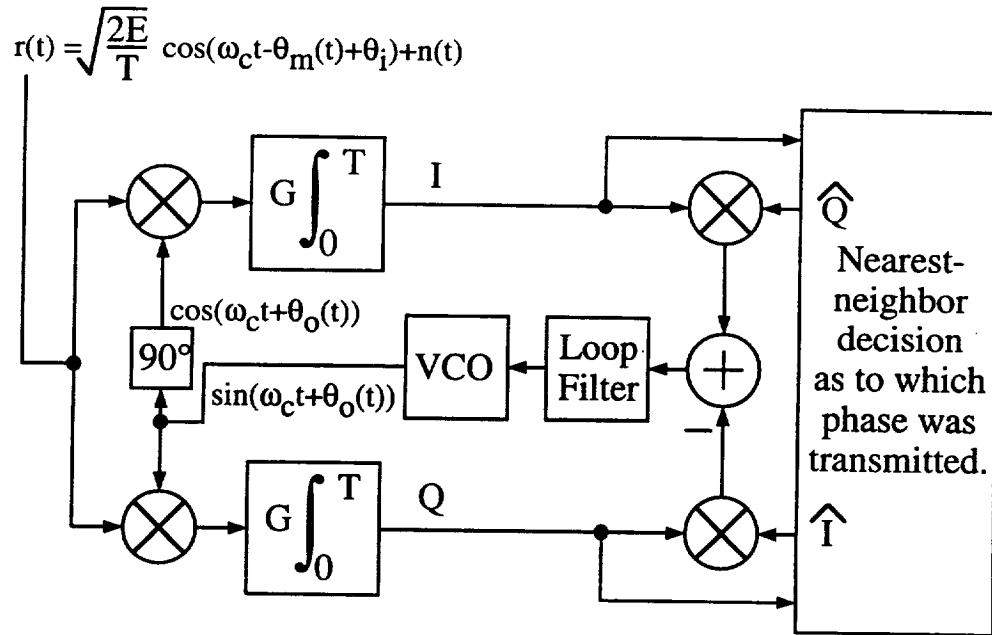 r(t) = √(2E/T) cos(ω_c t-θ_m(t)+θ_i)+n(t)
G ∫_0^T
I
Q̂
Nearest-
neighbor
decision
as to which
phase was
transmitted.
Î
cos(ω_c t+θ_o(t))
90°
sin(ω_c t+θ_o(t))
VCO
Loop
Filter
+
−
G ∫_0^T
Q